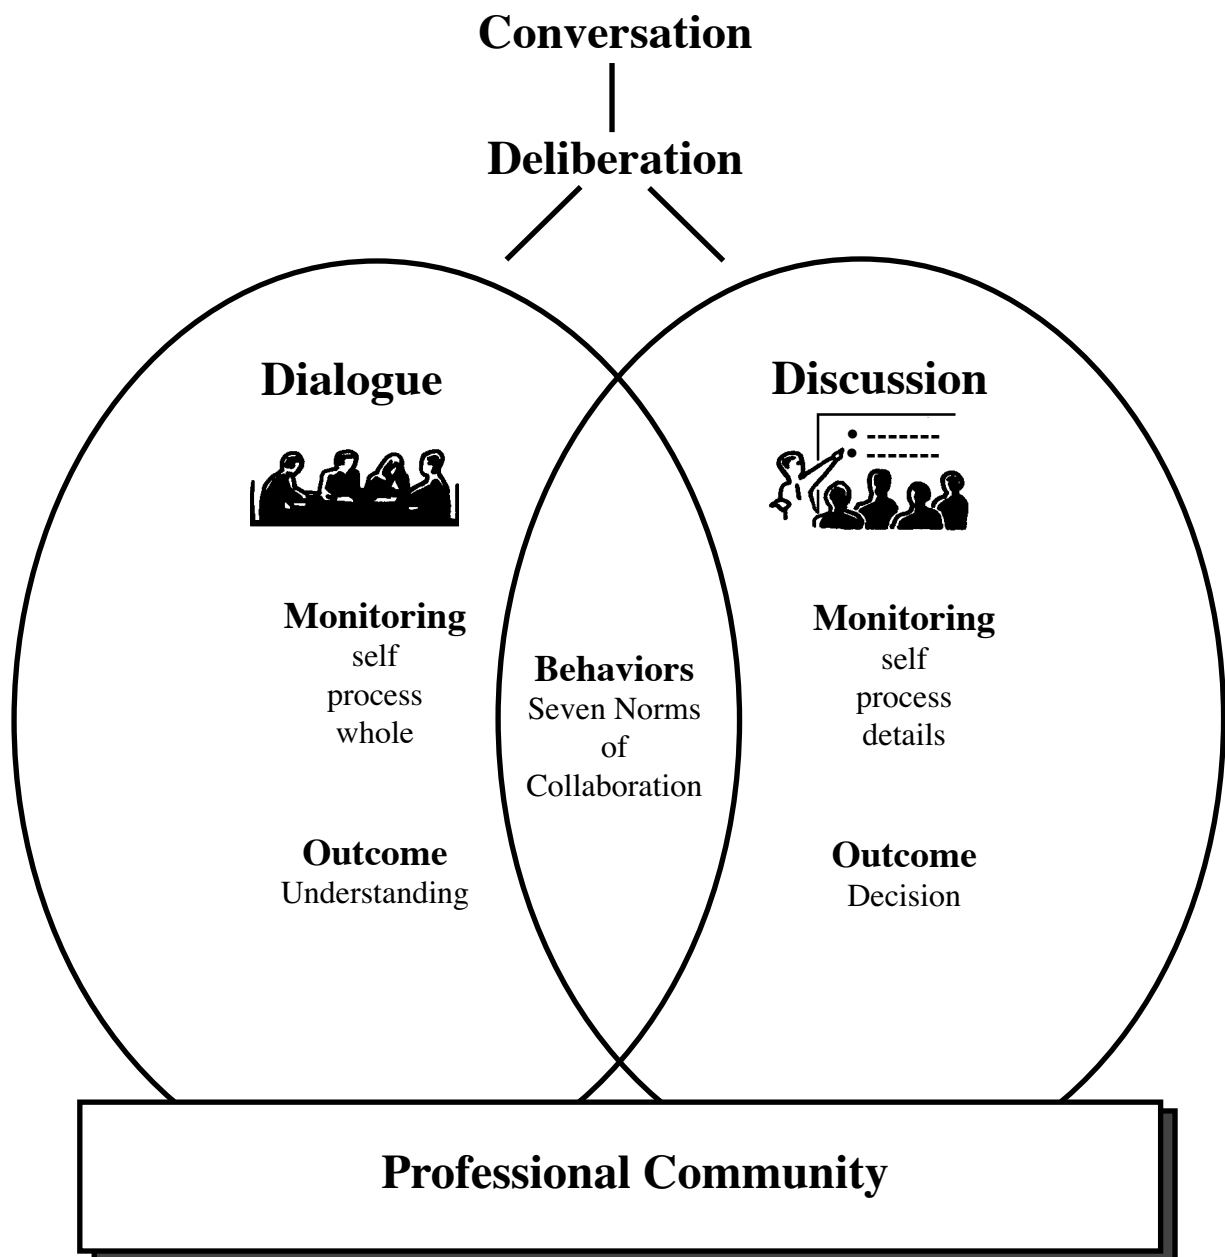 Conversation
Deliberation
Dialogue
Monitoring
self
process
whole
Outcome
Understanding
Behaviors
Seven Norms
of
Collaboration
Discussion
Monitoring
self
process
details
Outcome
Decision
Professional Community